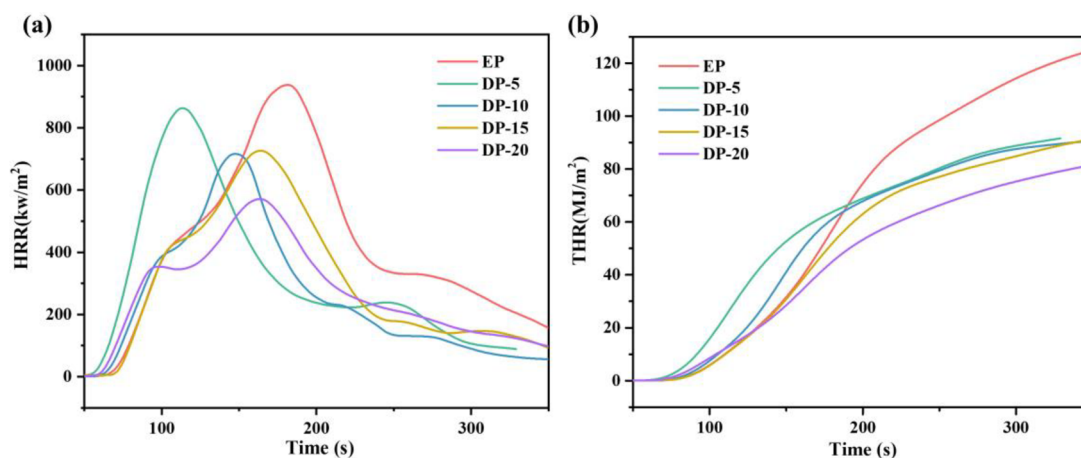 (a)
HRR(kw/m²)
1000
800
600
400
200
0
EP
DP-5
DP-10
DP-15
DP-20
100
200
300
Time (s)
(b)
THR(MJ/m²)
120
100
80
60
40
20
0
EP
DP-5
DP-10
DP-15
DP-20
100
200
300
Time (s)